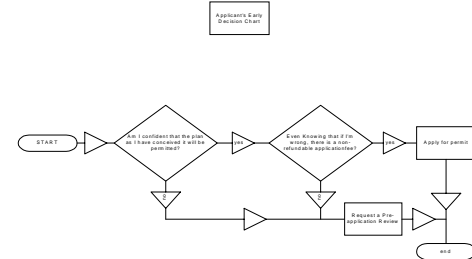 Applicant's Early
Decision Chart
START
Am I confident that the plan
as I have conceived it will be
permitted?
yes
Even Knowing that if I'm
wrong, there is a non-
refundable applicationfee?
yes
Apply for permit
no
no
Request a Pre-
application Review
end